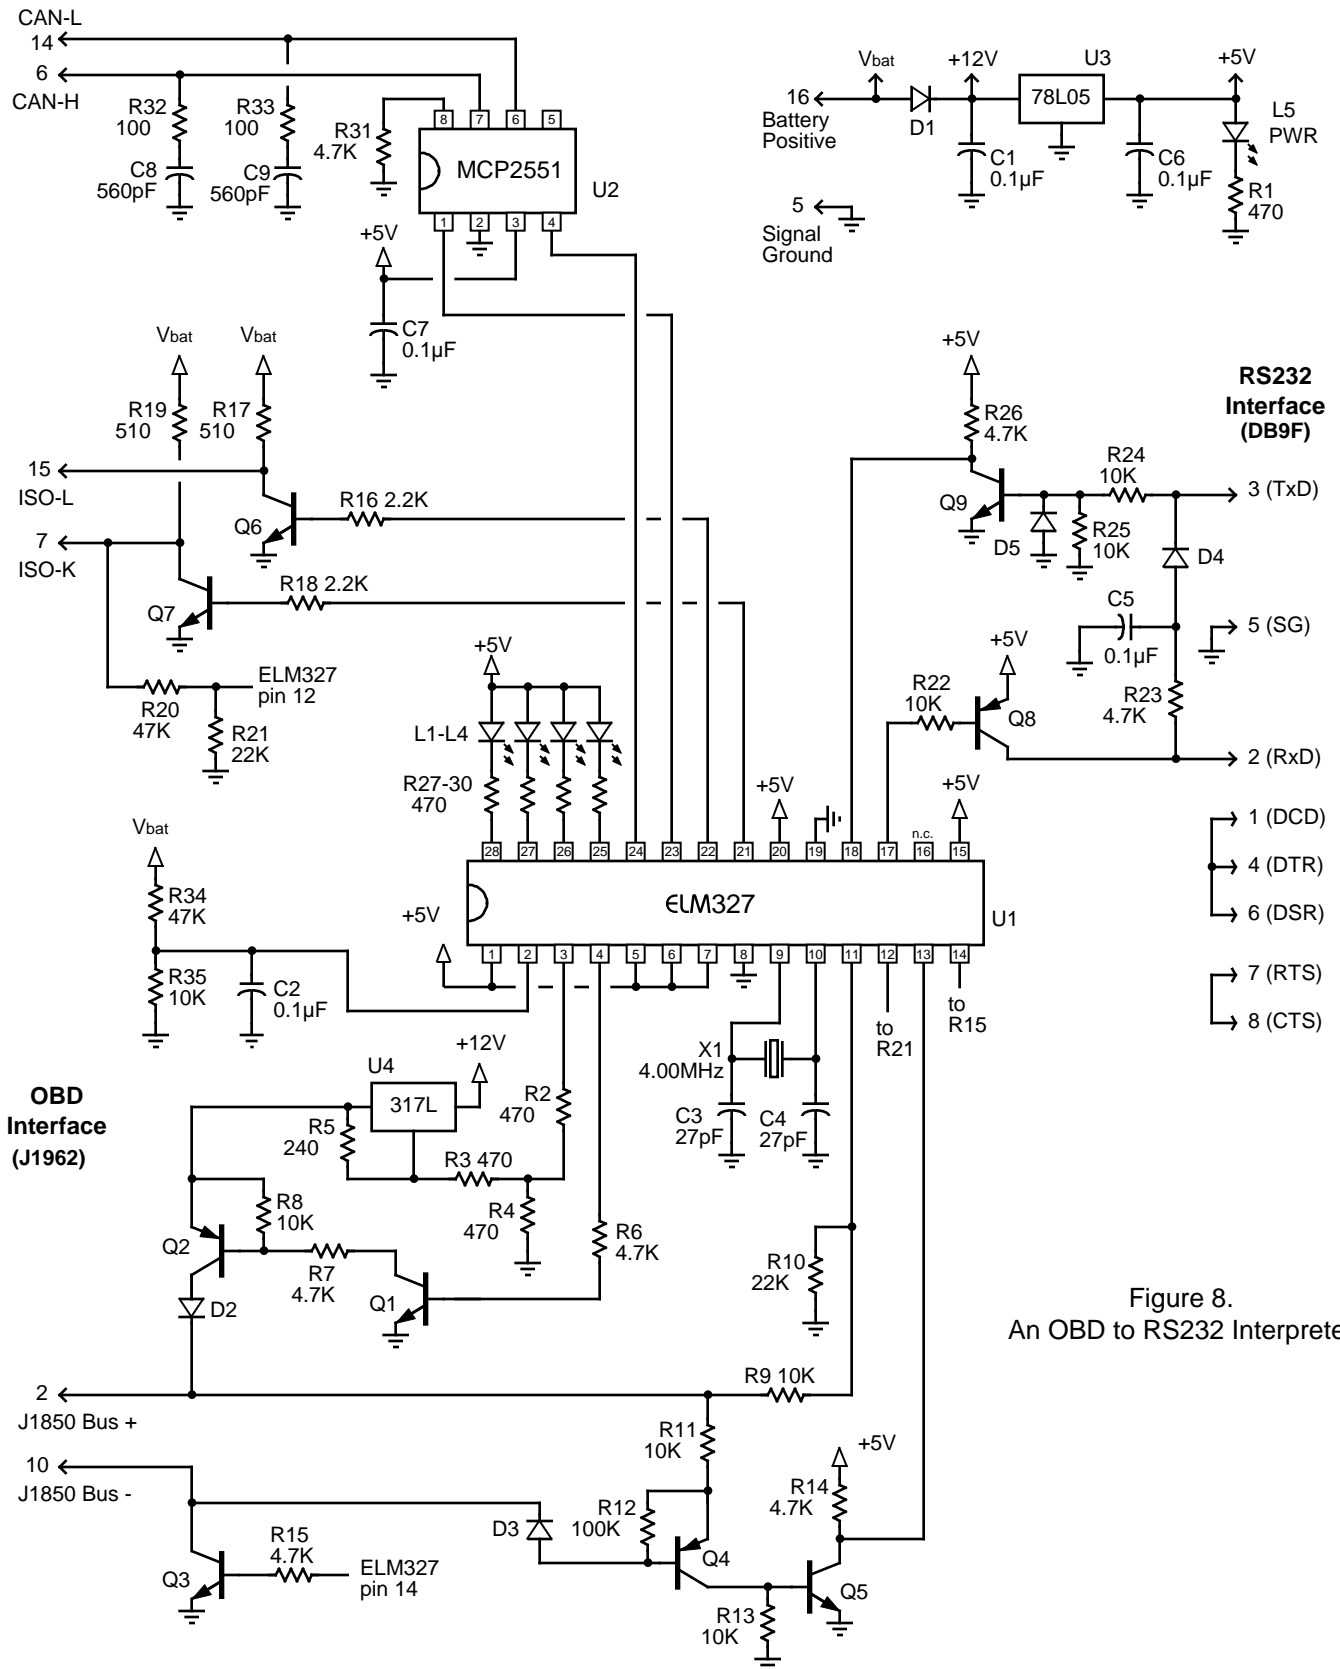 CAN-L
14
6
CAN-H
R32
100
R33
100
C8
560pF
C9
560pF
R31
4.7K
8
7
6
5
MCP2551
U2
1
2
3
4
+5V
C7
0.1µF
Vbat
+12V
U3
+5V
16
Battery
Positive
D1
78L05
L5
PWR
C1
0.1µF
C6
0.1µF
R1
470
5
Signal
Ground
Vbat
Vbat
R19
510
R17
510
15
ISO-L
7
ISO-K
Q6
R16 2.2K
Q7
R18 2.2K
R20
47K
ELM327
pin 12
R21
22K
+5V
L1-L4
R27-30
470
+5V
R26
4.7K
RS232
Interface
(DB9F)
R24
10K
3 (TxD)
Q9
D5
R25
10K
D4
C5
0.1µF
5 (SG)
+5V
R22
10K
Q8
R23
4.7K
2 (RxD)
+5V
+5V
n.c.
1 (DCD)
4 (DTR)
6 (DSR)
7 (RTS)
8 (CTS)
28
27
26
25
24
23
22
21
20
19
18
17
16
15
ELM327
U1
+5V
1
2
3
4
5
6
7
8
9
10
11
12
13
14
Vbat
R34
47K
R35
10K
C2
0.1µF
to
R21
to
R15
X1
4.00MHz
C3
27pF
C4
27pF
OBD
Interface
(J1962)
U4
+12V
317L
R5
240
R2
470
R3 470
R4
470
R8
10K
Q2
R7
4.7K
Q1
R6
4.7K
D2
R10
22K
Figure 8.
An OBD to RS232 Interprete
2
J1850 Bus +
R9 10K
R11
10K
10
J1850 Bus -
+5V
R14
4.7K
D3
R12
100K
Q3
R15
4.7K
ELM327
pin 14
Q4
Q5
R13
10K